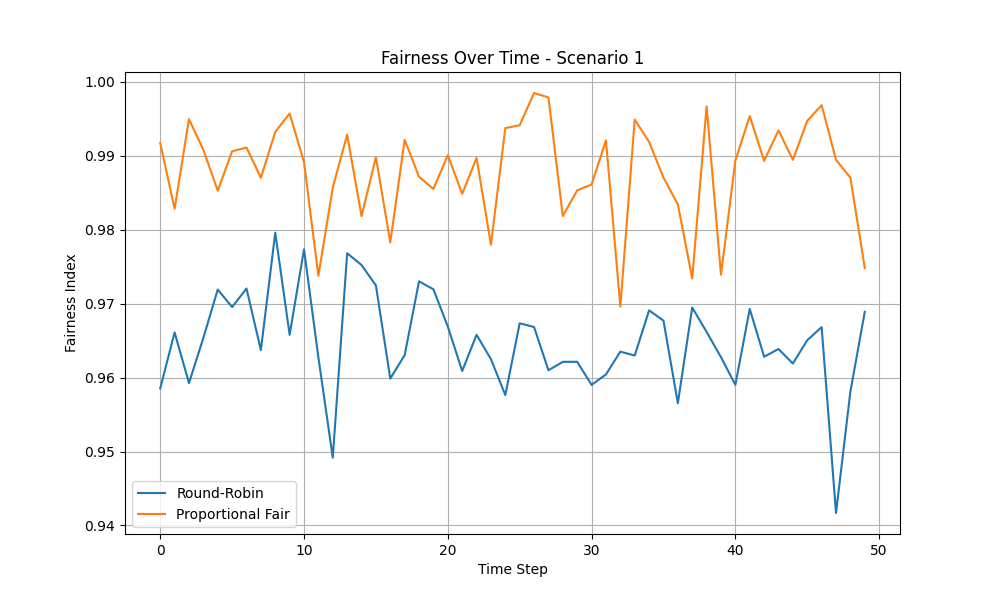 Fairness Over Time - Scenario 1
Fairness Index
1.00
0.99
0.98
0.97
0.96
0.95
0.94
Round-Robin
Proportional Fair
0 10 20 30 40 50
Time Step